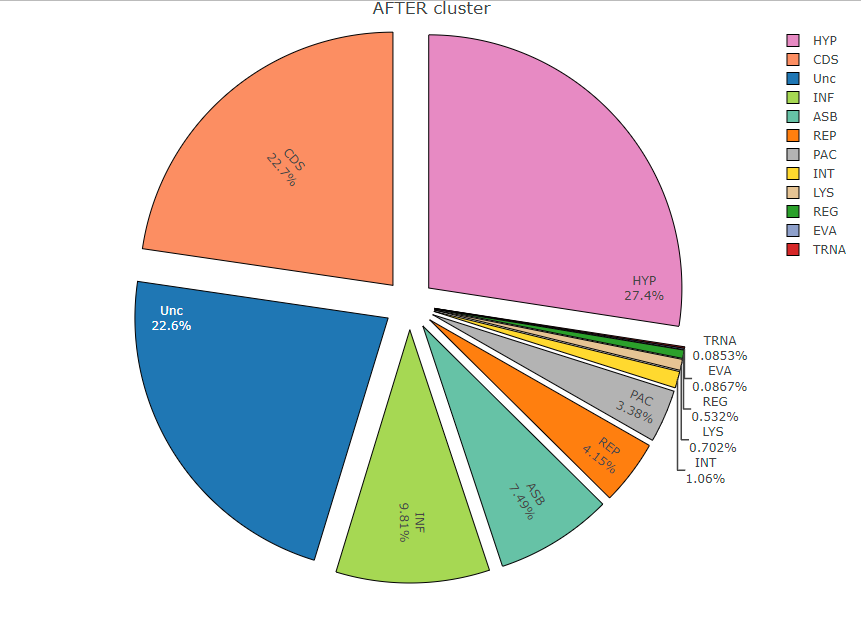 AFTER cluster
CDS
22.7%
HYP
27.4%
Unc
22.6%
INF
9.81%
ASB
7.49%
REP
4.15%
PAC
3.38%
TRNA
0.0853%
EVA
0.0867%
REG
0.532%
LYS
0.702%
INT
1.06%
HYP
CDS
Unc
INF
ASB
REP
PAC
INT
LYS
REG
EVA
TRNA